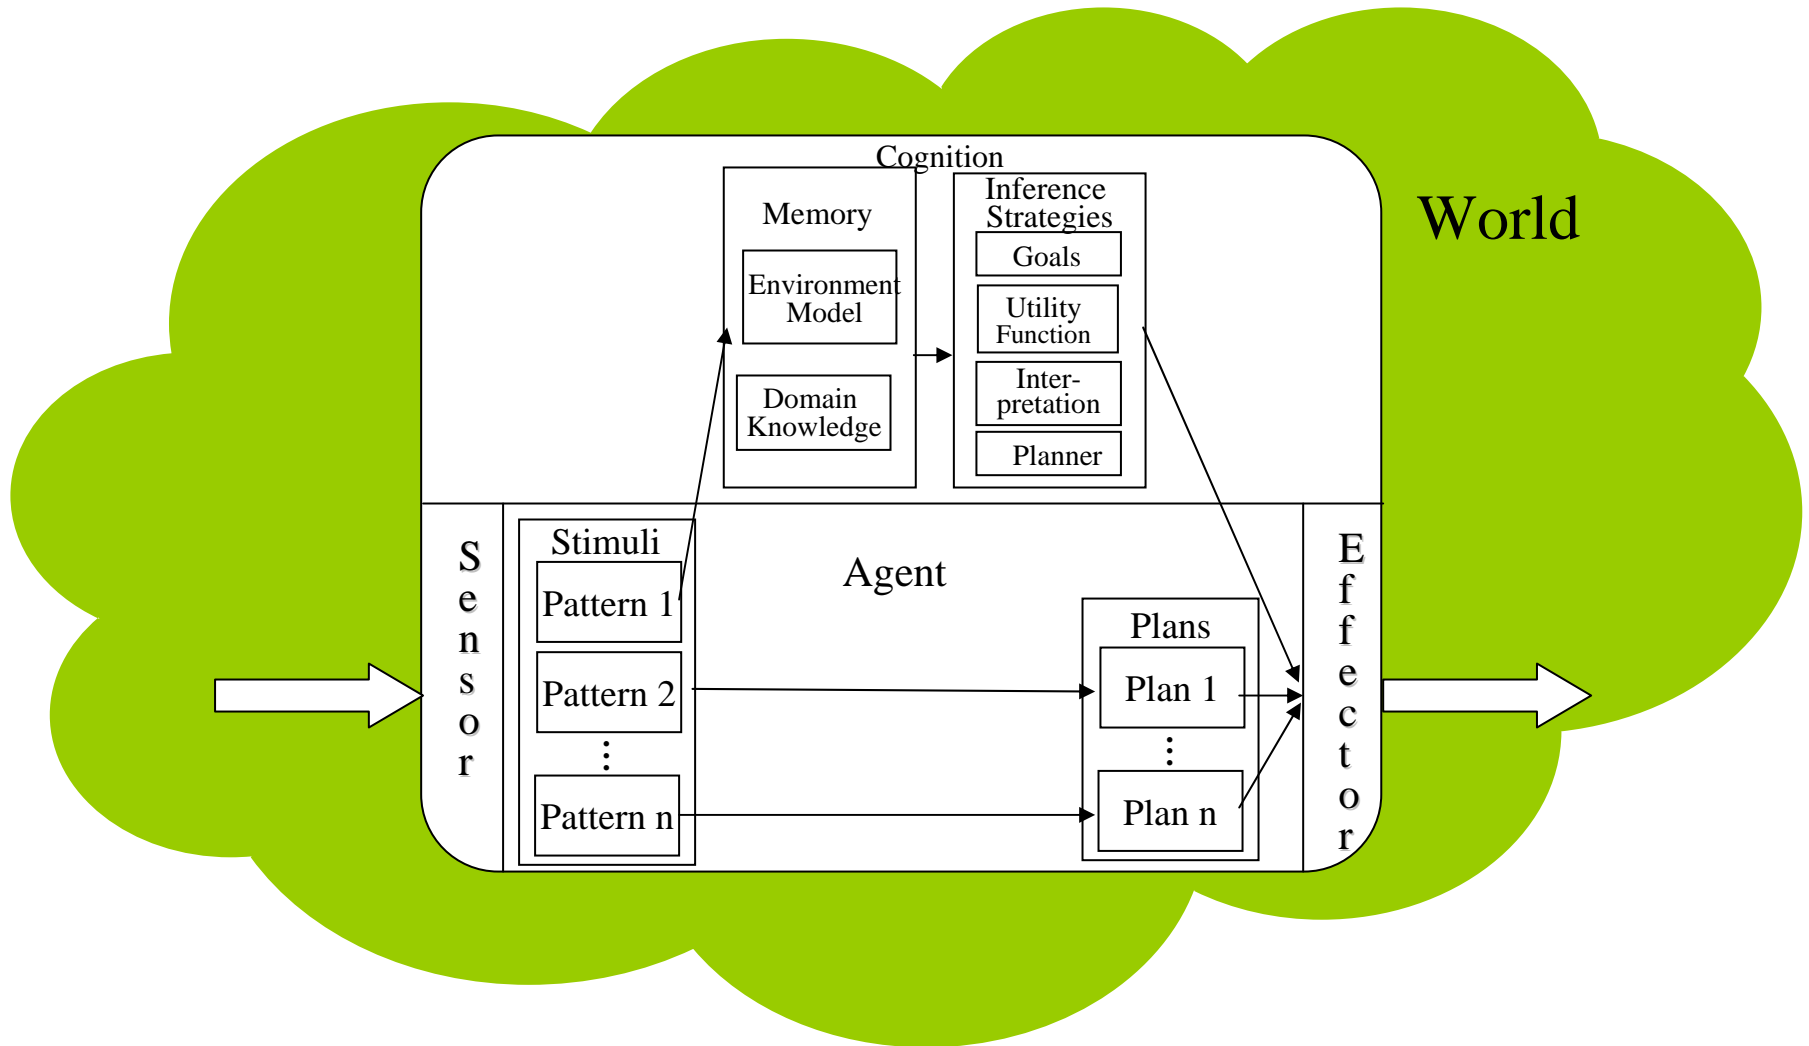 Cognition
Memory
Environment
Model
Domain
Knowledge
Inference
Strategies
Goals
Utility
Function
Inter-
pretation
Planner
World
Sensor
Stimuli
Pattern 1
Pattern 2
⋮
Pattern n
Agent
Plans
Plan 1
⋮
Plan n
Effector